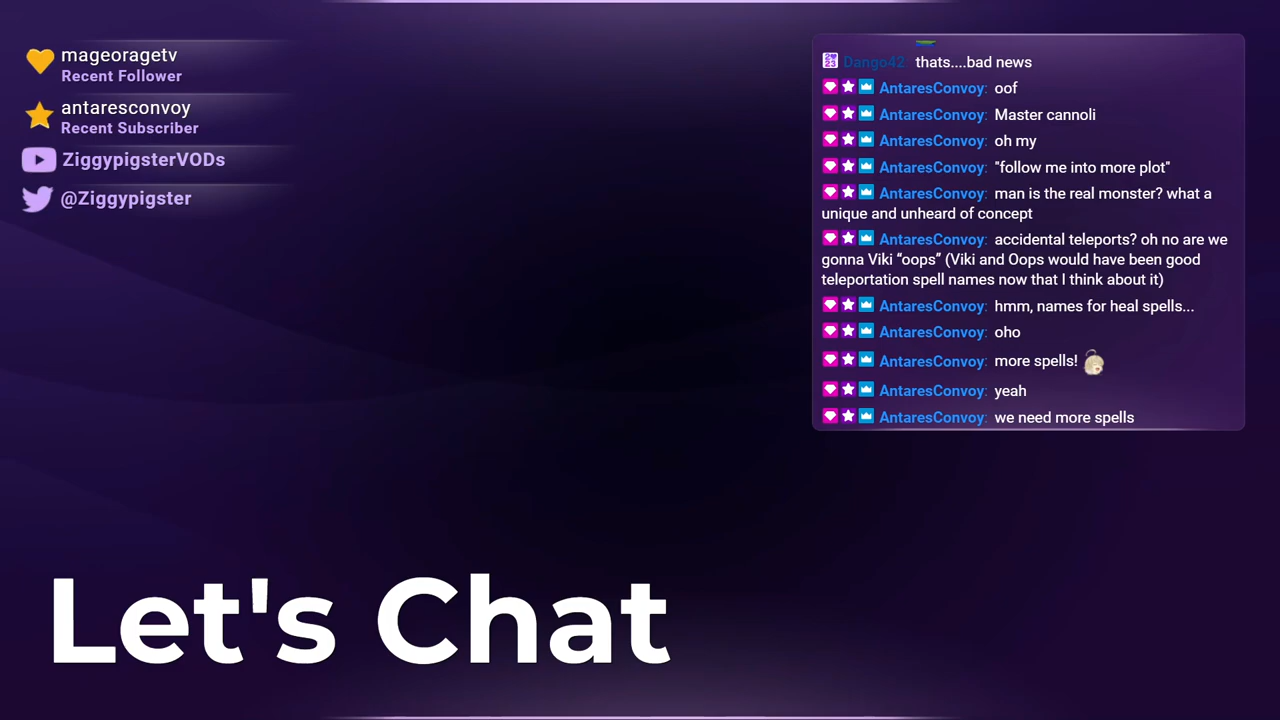 mageoragetv
Recent Follower
antaresconvoy
Recent Subscriber
ZiggypigsterVODs
@Ziggypigster
Dango42 thats....bad news
AntaresConvoy: oof
AntaresConvoy: Master cannoli
AntaresConvoy: oh my
AntaresConvoy: "follow me into more plot"
AntaresConvoy: man is the real monster? what a
unique and unheard of concept
AntaresConvoy: accidental teleports? oh no are we
gonna Viki “oops” (Viki and Oops would have been good
teleportation spell names now that I think about it)
AntaresConvoy: hmm, names for heal spells...
AntaresConvoy: oho
AntaresConvoy: more spells!
AntaresConvoy: yeah
AntaresConvoy: we need more spells
Let's Chat